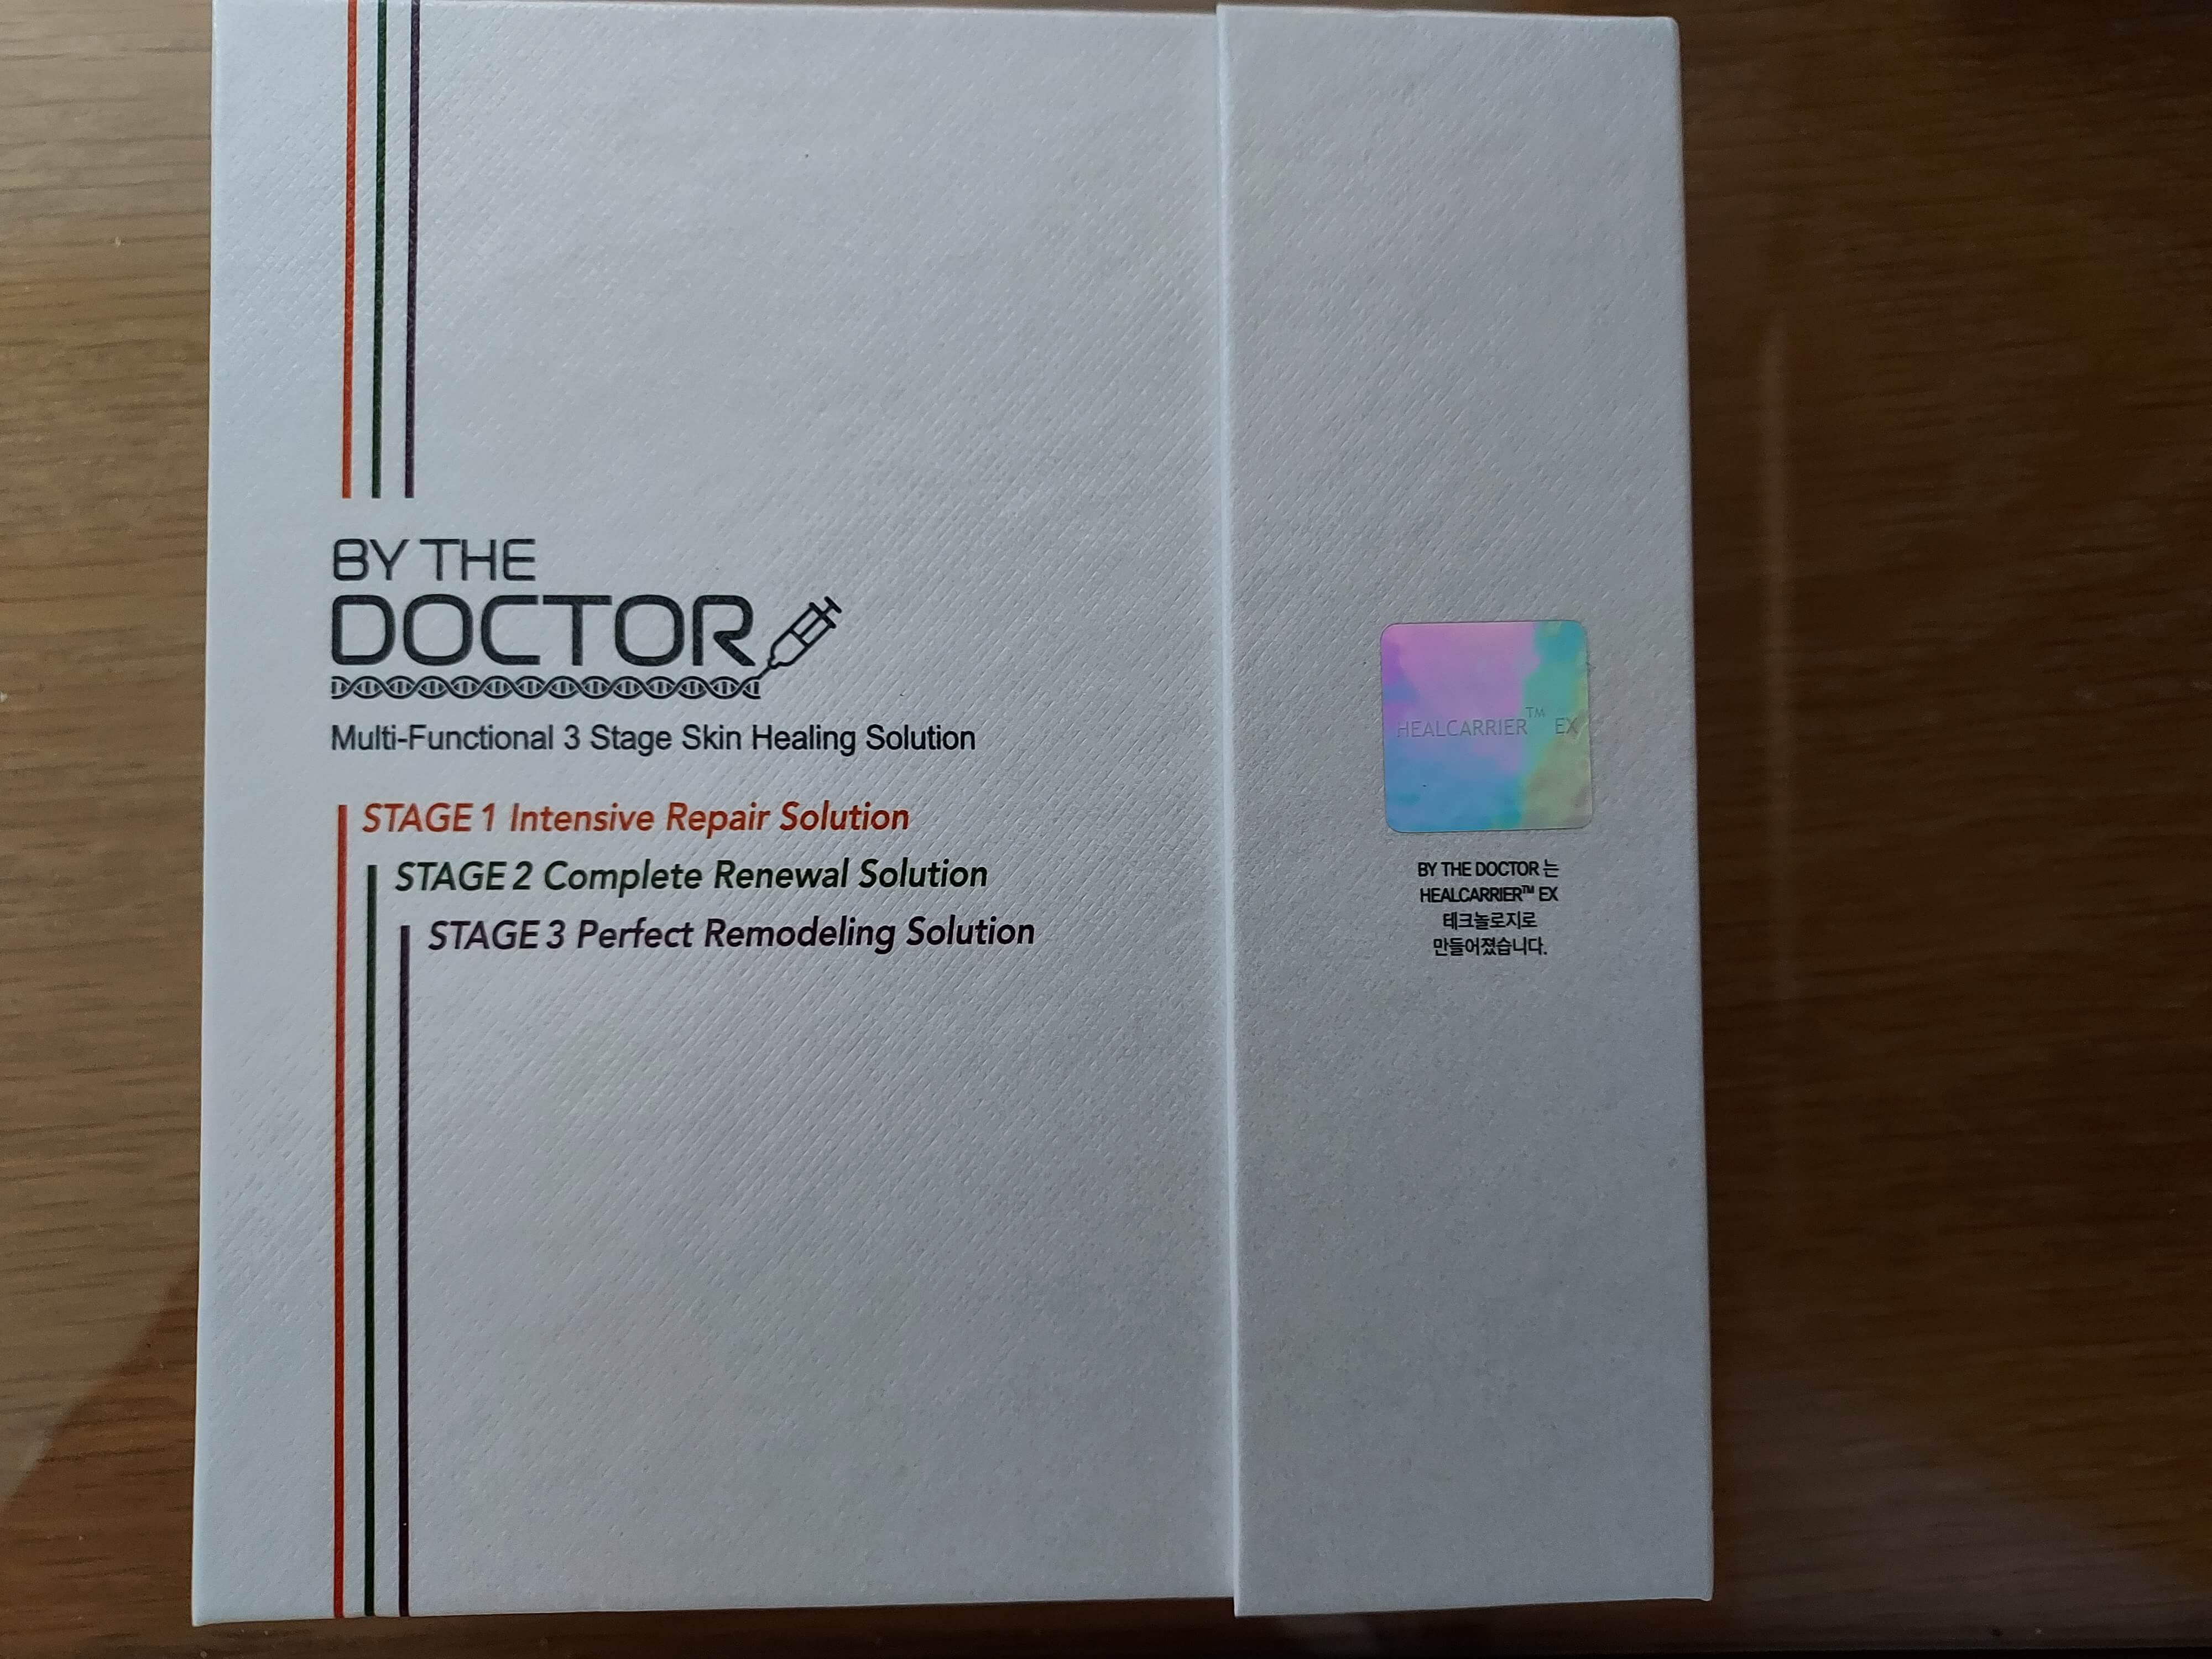 BY THE
DOCTOR
Multi-Functional 3 Stage Skin Healing Solution
STAGE 1 Intensive Repair Solution
STAGE 2 Complete Renewal Solution
STAGE 3 Perfect Remodeling Solution
HEALCARRIER™ EX
BY THE DOCTOR 는
HEALCARRIER™ EX
테크놀로지로
만들어졌습니다.